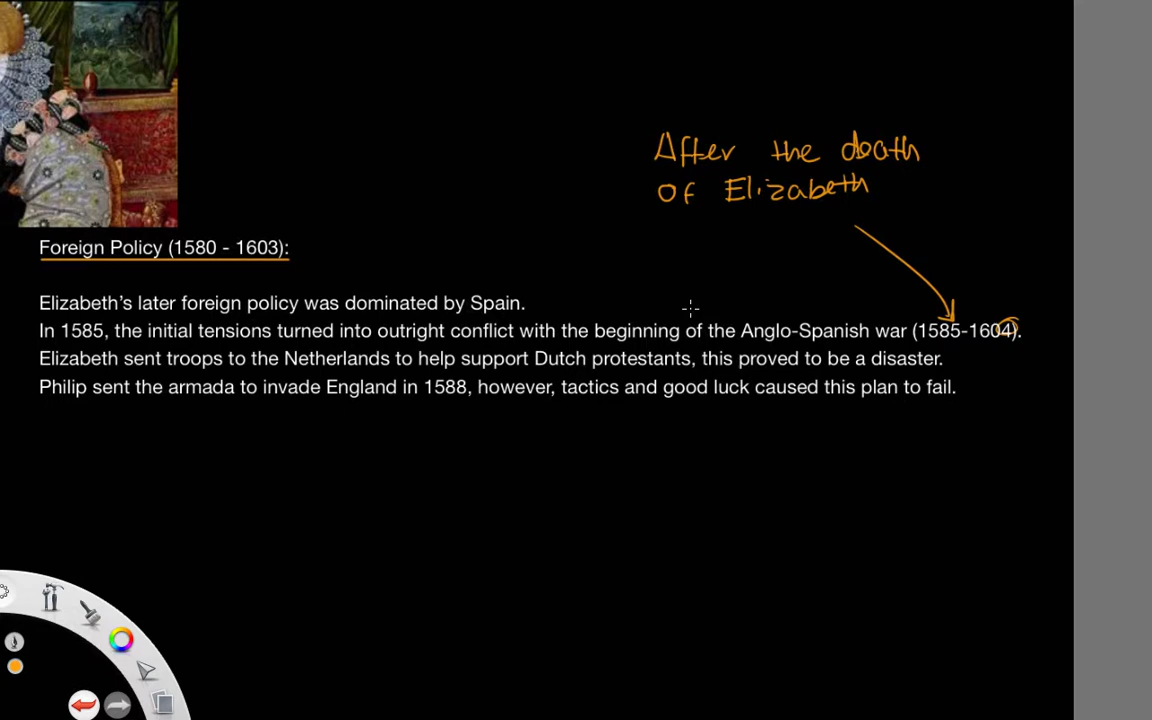 After the death
of Elizabeth
Foreign Policy (1580 - 1603):
Elizabeth's later foreign policy was dominated by Spain.
In 1585, the initial tensions turned into outright conflict with the beginning of the Anglo-Spanish war (1585-1604).
Elizabeth sent troops to the Netherlands to help support Dutch protestants, this proved to be a disaster.
Philip sent the armada to invade England in 1588, however, tactics and good luck caused this plan to fail.